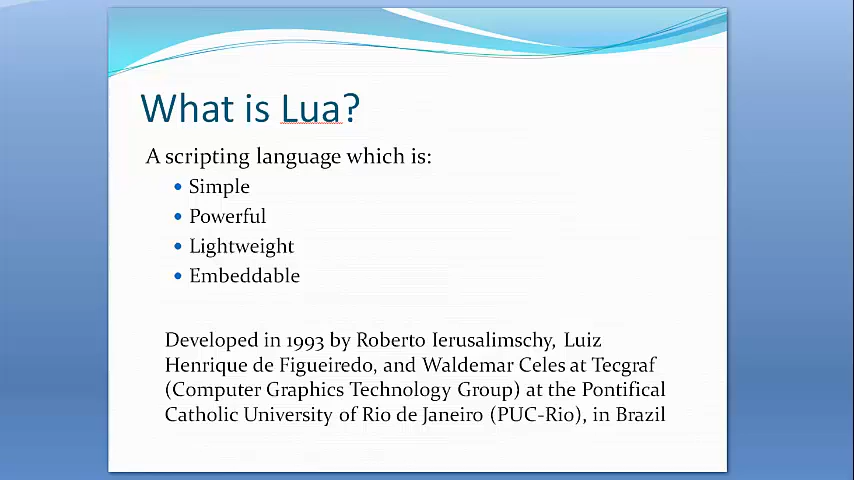 What is Lua?
A scripting language which is:
• Simple
• Powerful
• Lightweight
• Embeddable
Developed in 1993 by Roberto Ierusalimschy, Luiz
Henrique de Figueiredo, and Waldemar Celes at Tecgraf
(Computer Graphics Technology Group) at the Pontifical
Catholic University of Rio de Janeiro (PUC-Rio), in Brazil